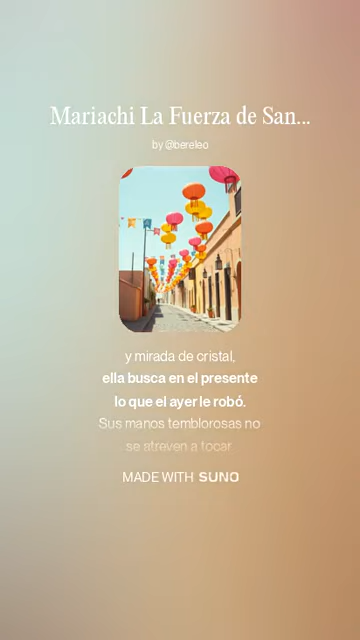 Mariachi La Fuerza de San...
by @bereleo
y mirada de cristal,
ella busca en el presente
lo que el ayer le robó.
Sus manos temblorosas no
se atreven a tocar
MADE WITH SUNO